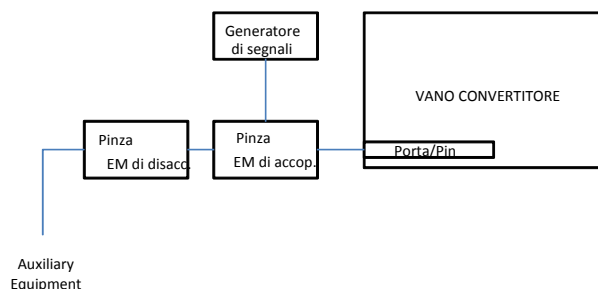 Generatore
di segnali
VANO CONVERTITORE
Pinza
EM di disacc.
Pinza
EM di accop.
Porta/Pin
Auxiliary
Equipment